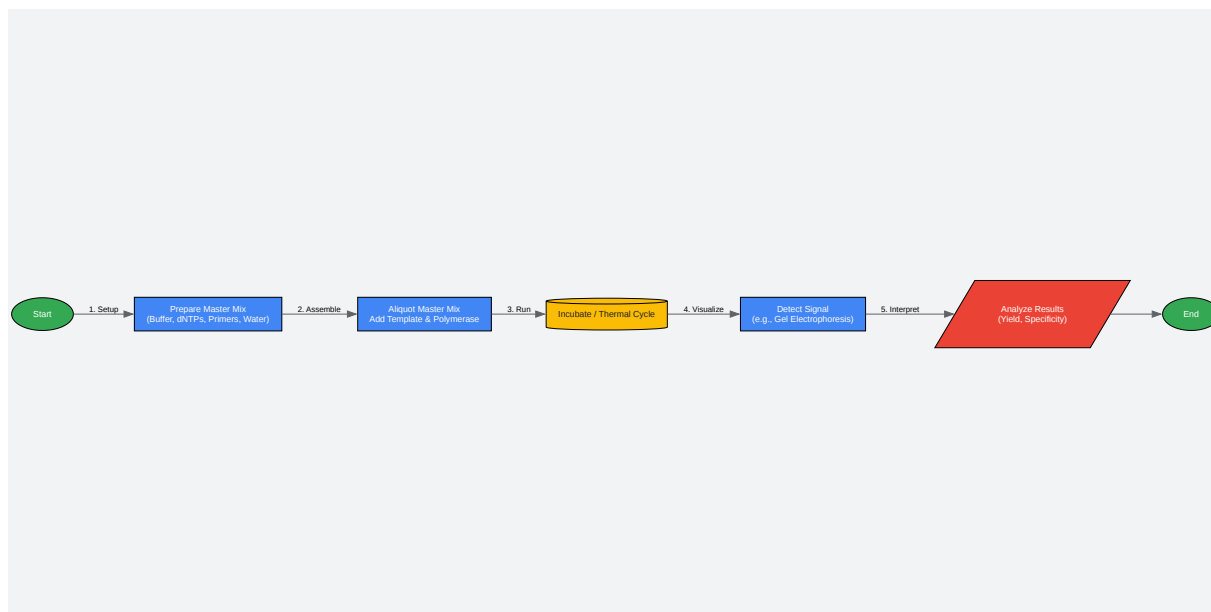 Start
1. Setup
Prepare Master Mix
(Buffer, dNTPs, Primers, Water)
2. Assemble
Aliquot Master Mix
Add Template & Polymerase
3. Run
Incubate / Thermal Cycle
4. Visualize
Detect Signal
(e.g., Gel Electrophoresis)
5. Interpret
Analyze Results
(Yield, Specificity)
End